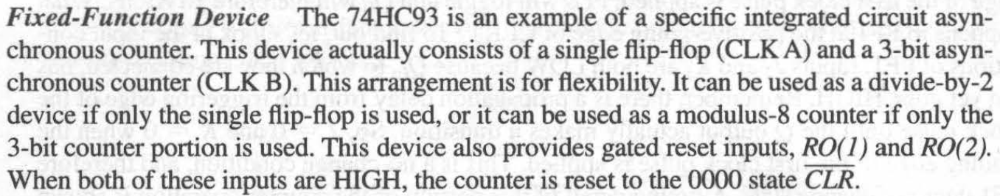 Fixed-Function Device The 74HC93 is an example of a specific integrated circuit asyn-
chronous counter. This device actually consists of a single flip-flop (CLK A) and a 3-bit asyn-
chronous counter (CLK B). This arrangement is for flexibility. It can be used as a divide-by-2
device if only the single flip-flop is used, or it can be used as a modulus-8 counter if only the
3-bit counter portion is used. This device also provides gated reset inputs, RO(1) and RO(2).
When both of these inputs are HIGH, the counter is reset to the 0000 state C̅L̅R̅.